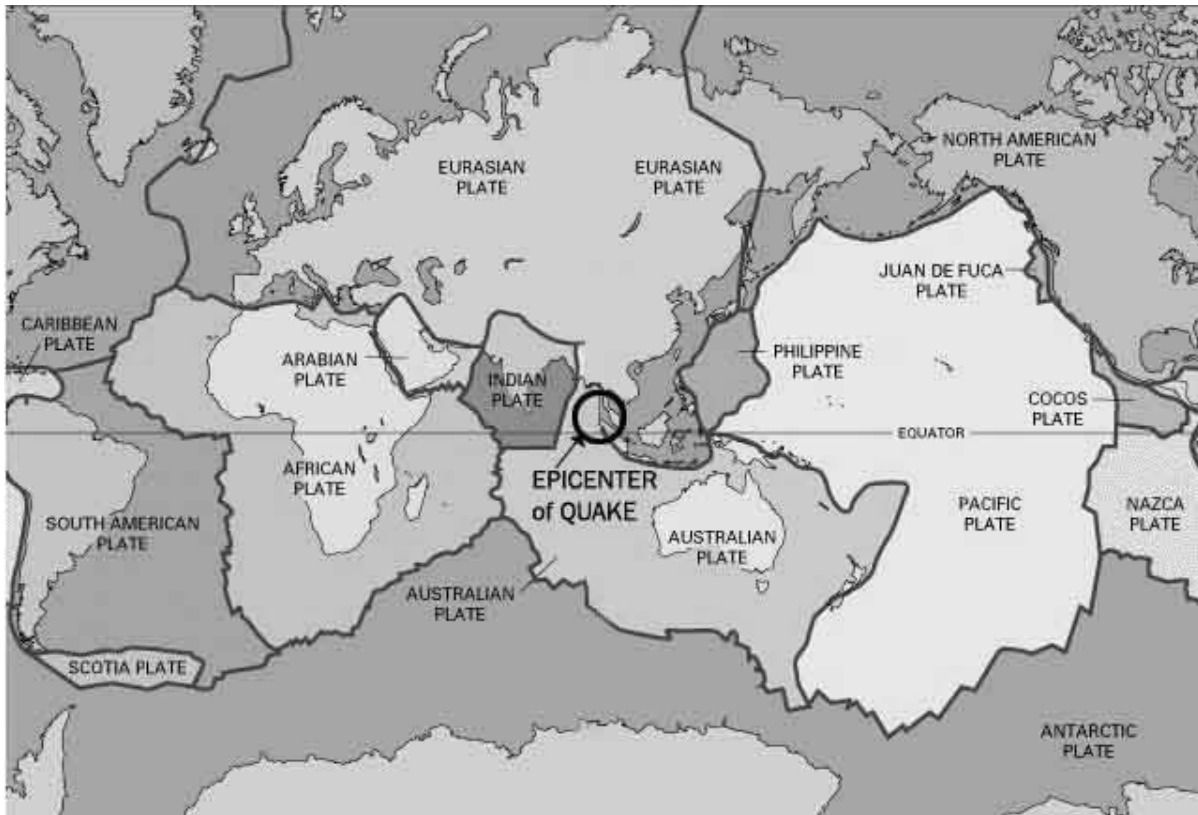 EURASIAN
PLATE
EURASIAN
PLATE
NORTH AMERICAN
PLATE
JUAN DE FUCA
PLATE
CARIBBEAN
PLATE
ARABIAN
PLATE
INDIAN
PLATE
PHILIPPINE
PLATE
COCOS
PLATE
EQUATOR
AFRICAN
PLATE
EPICENTER
of QUAKE
SOUTH AMERICAN
PLATE
AUSTRALIAN
PLATE
PACIFIC
PLATE
NAZCA
PLATE
AUSTRALIAN
PLATE
SCOTIA PLATE
ANTARCTIC
PLATE